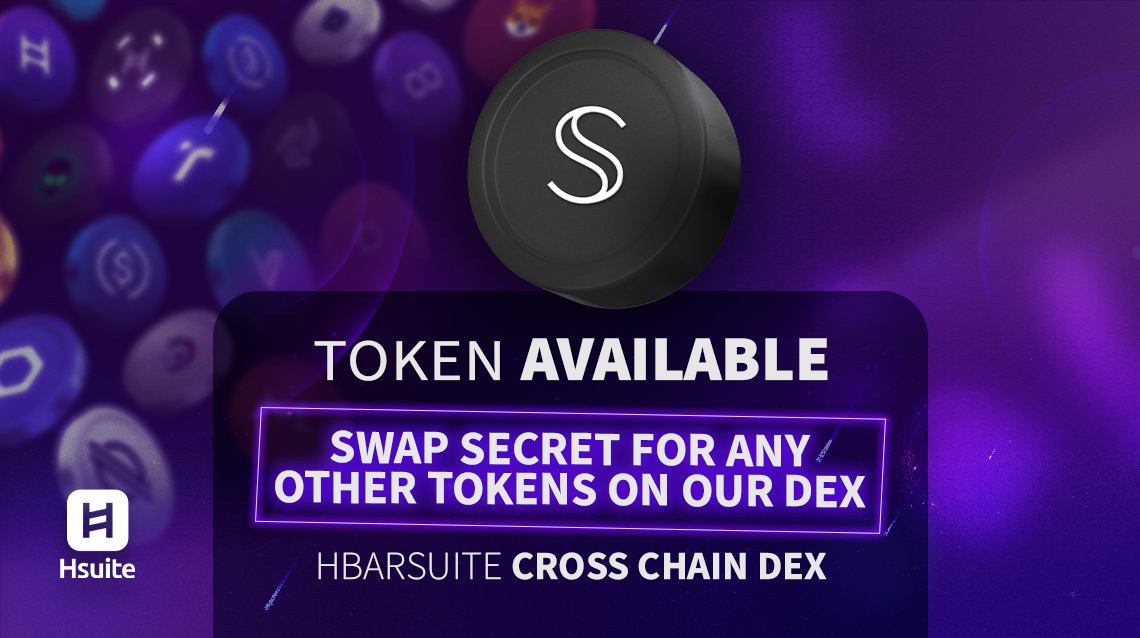 TOKEN AVAILABLE
SWAP SECRET FOR ANY
OTHER TOKENS ON OUR DEX
HBARSUITE CROSS CHAIN DEX
Hsuite